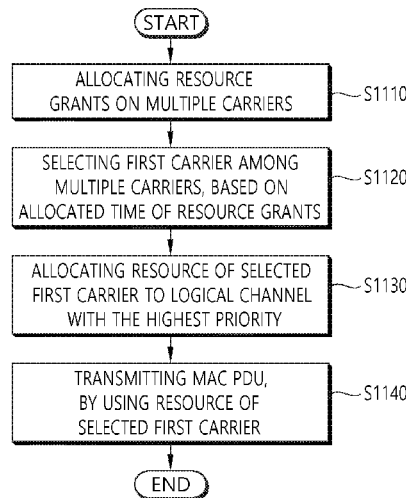 START
ALLOCATING RESOURCE
GRANTS ON MULTIPLE CARRIERS
S1110
SELECTING FIRST CARRIER AMONG
MULTIPLE CARRIERS, BASED ON
ALLOCATED TIME OF RESOURCE GRANTS
S1120
ALLOCATING RESOURCE OF SELECTED
FIRST CARRIER TO LOGICAL CHANNEL
WITH THE HIGHEST PRIORITY
S1130
TRANSMITTING MAC PDU,
BY USING RESOURCE OF
SELECTED FIRST CARRIER
S1140
END